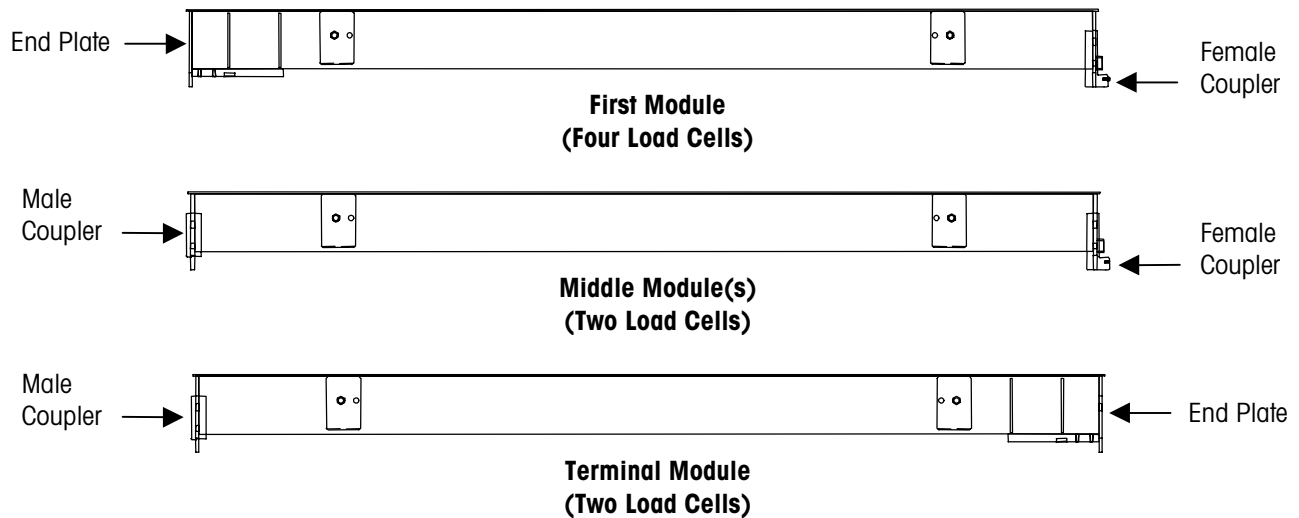 End Plate
Female
Coupler
First Module
(Four Load Cells)
Male
Coupler
Female
Coupler
Middle Module(s)
(Two Load Cells)
Male
Coupler
End Plate
Terminal Module
(Two Load Cells)